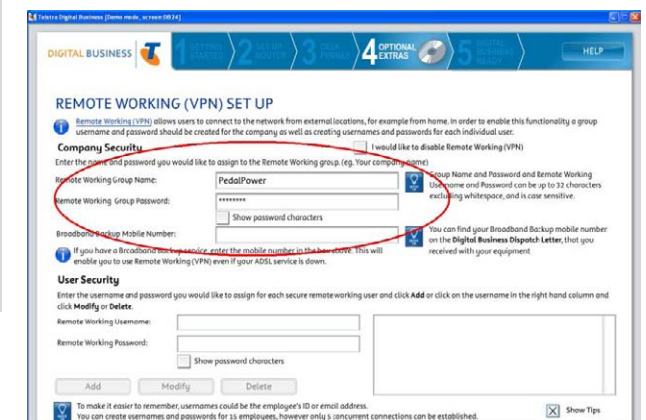 Telstra Digital Business [Demo mode, screen:0824]
DIGITAL BUSINESS T
1 GETTING STARTED 2 SET UP ROUTER 3 DESK PHONES 4 OPTIONAL EXTRAS 5 DIGITAL BUSINESS READY HELP
REMOTE WORKING (VPN) SET UP
Remote Working (VPN) allows users to connect to the network from external locations, for example from home. In order to enable this functionality a group
username and password should be created for the company as well as creating usernames and passwords for each individual user.
Company Security
I would like to disable Remote Working (VPN)
Enter the name and password you would like to assign to the Remote Working group. (eg. Your company name)
Remote Working Group Name: PedalPower
Group Name and Password and Remote Working
Username and Password can be up to 32 characters
excluding whitespace, and is case sensitive.
Remote Working Group Password: ********
Show password characters
Broadband Backup Mobile Number:
You can find your Broadband Backup mobile number
on the Digital Business Dispatch Letter, that you
received with your equipment
If you have a Broadband Backup service, enter the mobile number in the box above. This will
enable you to use Remote Working (VPN) even if your ADSL service is down.
User Security
Enter the username and password you would like to assign for each secure remote working user and click Add or click on the username in the right hand column and
click Modify or Delete.
Remote Working Username:
Remote Working Password:
Show password characters
Add Modify Delete
To make it easier to remember, usernames could be the employee's ID or email address.
You can create usernames and passwords for 15 employees, however only 5 concurrent connections can be established.
Show Tips